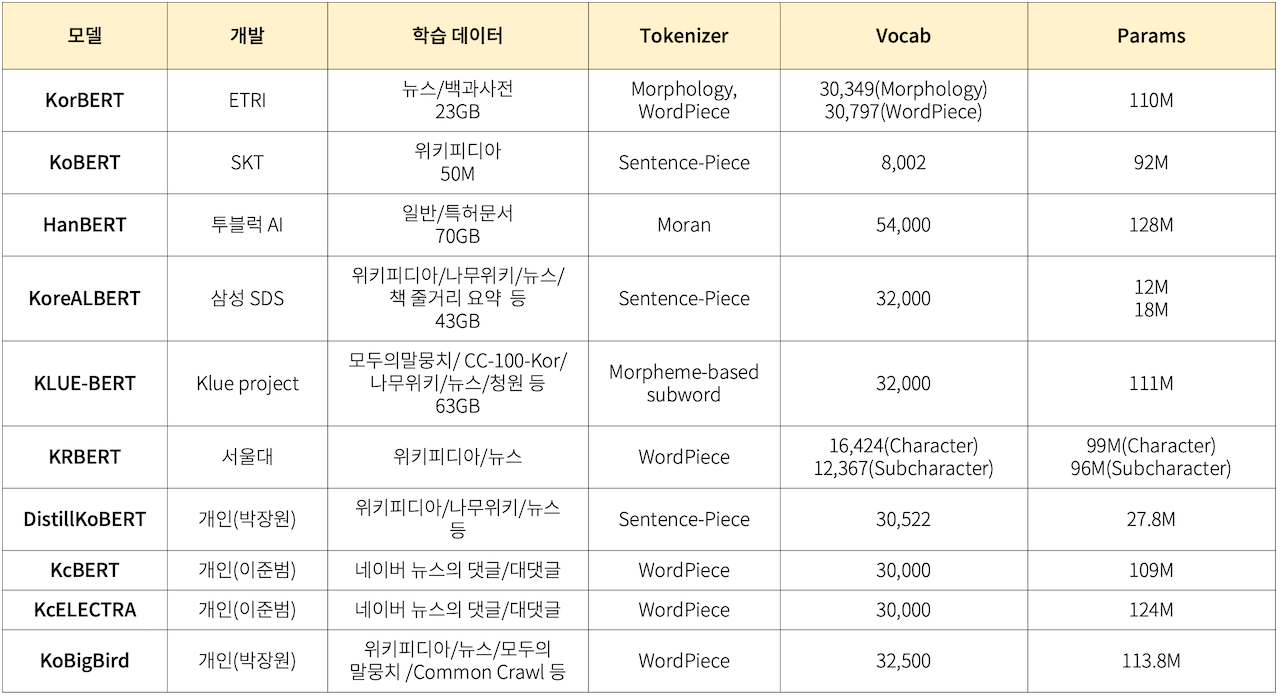 모델 개발 학습 데이터 Tokenizer Vocab Params
KorBERT ETRI 뉴스/백과사전 Morphology, 30,349(Morphology) 110M
23GB WordPiece 30,797(WordPiece)
KoBERT SKT 위키피디아 Sentence-Piece 8,002 92M
50M
HanBERT 투블럭 AI 일반/특허문서 Moran 54,000 128M
70GB
KoreALBERT 삼성 SDS 위키피디아/나무위키/뉴스/ Sentence-Piece 32,000 12M
책 줄거리 요약 등 18M
43GB
KLUE-BERT Klue project 모두의말뭉치/ CC-100-Kor/ Morpheme-based 32,000 111M
나무위키/뉴스/청원 등 subword
63GB
KRBERT 서울대 위키피디아/뉴스 WordPiece 16,424(Character) 99M(Character)
12,367(Subcharacter) 96M(Subcharacter)
DistillKoBERT 개인(박장원) 위키피디아/나무위키/뉴스 Sentence-Piece 30,522 27.8M
등
KcBERT 개인(이준범) 네이버 뉴스의 댓글/대댓글 WordPiece 30,000 109M
KcELECTRA 개인(이준범) 네이버 뉴스의 댓글/대댓글 WordPiece 30,000 124M
KoBigBird 개인(박장원) 위키피디아/뉴스/모두의 WordPiece 32,500 113.8M
말뭉치 /Common Crawl 등